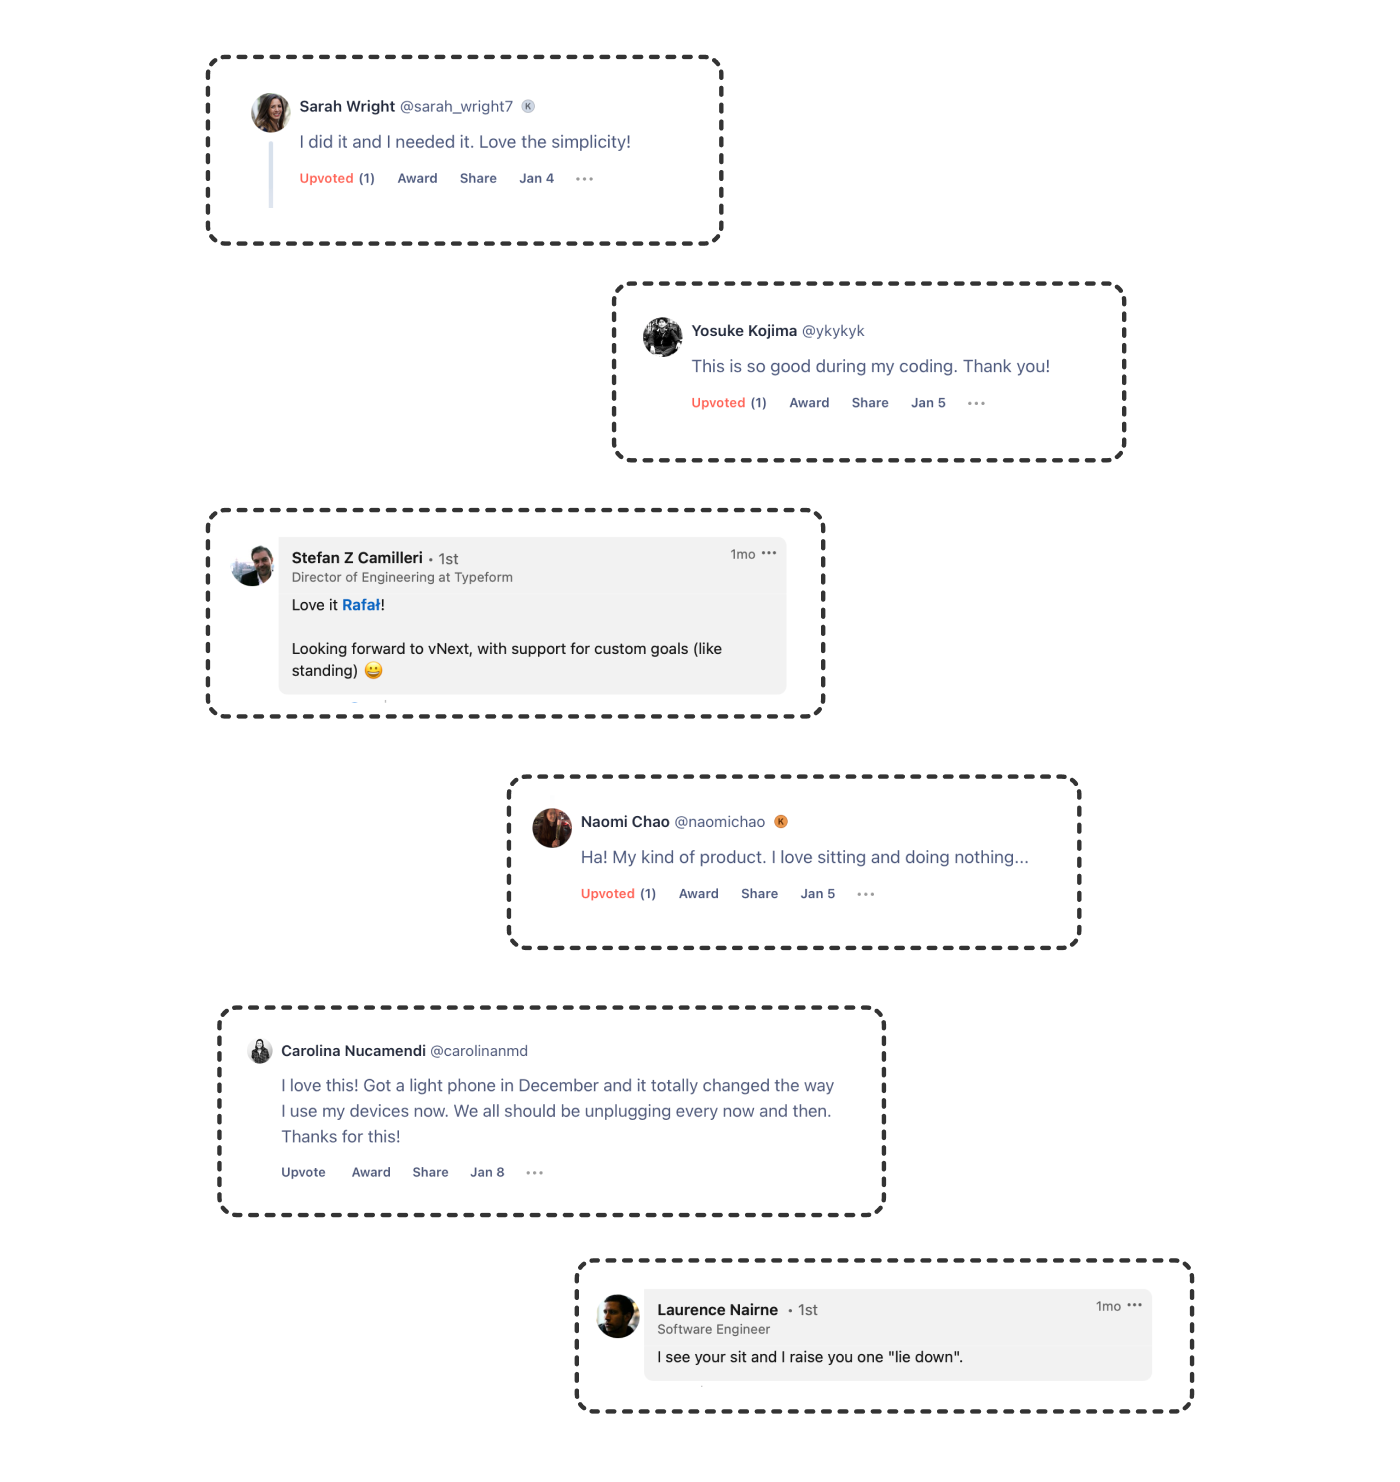 Sarah Wright @sarah_wright7 K
I did it and I needed it. Love the simplicity!
Upvoted (1) Award Share Jan 4 •••
Yosuke Kojima @ykykyk
This is so good during my coding. Thank you!
Upvoted (1) Award Share Jan 5 •••
Stefan Z Camilleri • 1st 1mo •••
Director of Engineering at Typeform
Love it Rafał!
Looking forward to vNext, with support for custom goals (like
standing) 😀
Naomi Chao @naomichao K
Ha! My kind of product. I love sitting and doing nothing...
Upvoted (1) Award Share Jan 5 •••
Carolina Nucamendi @carolinanmd
I love this! Got a light phone in December and it totally changed the way
I use my devices now. We all should be unplugging every now and then.
Thanks for this!
Upvote Award Share Jan 8 •••
Laurence Nairne • 1st 1mo •••
Software Engineer
I see your sit and I raise you one "lie down".